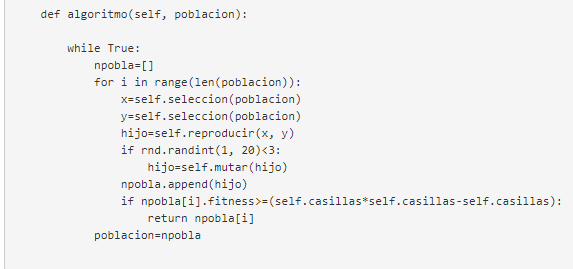 def algoritmo(self, poblacion):
while True:
npobla=[]
for i in range(len(poblacion)):
x=self.seleccion(poblacion)
y=self.seleccion(poblacion)
hijo=self.reproducir(x, y)
if rnd.randint(1, 20)<3:
hijo=self.mutar(hijo)
npobla.append(hijo)
if npobla[i].fitness>=(self.casillas*self.casillas-self.casillas):
return npobla[i]
poblacion=npobla